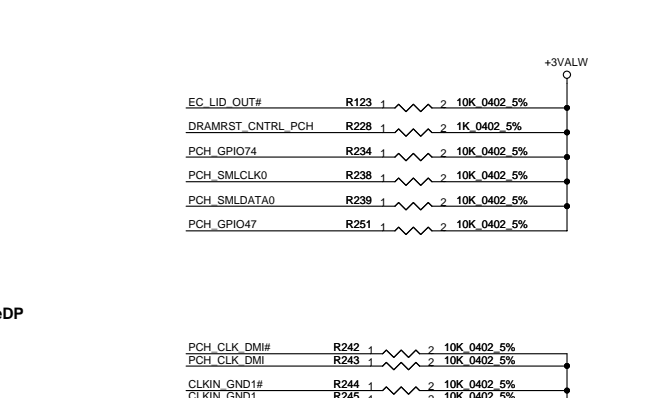 +3VALW
EC_LID_OUT# R123 1 2 10K_0402_5%
DRAMRST_CNTRL_PCH R228 1 2 1K_0402_5%
PCH_GPIO74 R234 1 2 10K_0402_5%
PCH_SMLCLK0 R238 1 2 10K_0402_5%
PCH_SMLDATA0 R239 1 2 10K_0402_5%
PCH_GPIO47 R251 1 2 10K_0402_5%
eDP
PCH_CLK_DMI# R242 1 2 10K_0402_5%
PCH_CLK_DMI R243 1 2 10K_0402_5%
CLKIN_GND1# R244 1 2 10K_0402_5%
CLKIN_GND1 R245 1 2 10K_0402_5%